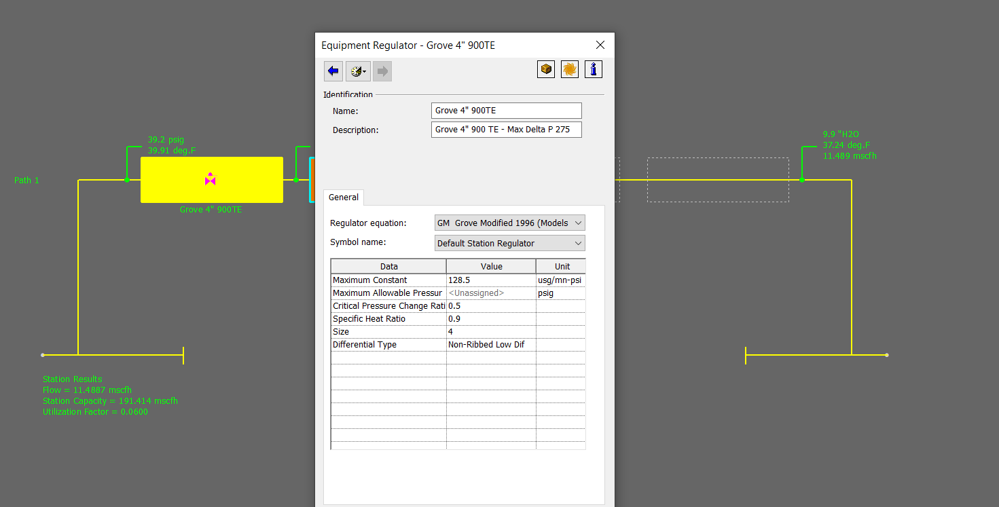 Equipment Regulator - Grove 4" 900TE
Identification
Name:
Grove 4" 900TE
Description:
Grove 4" 900 TE - Max Delta P 275
39.2 psig
39.91 deg.F
9.9 "H2O
37.24 deg.F
11.489 mscfh
Path 1
Grove 4" 900TE
General
Regulator equation:
GM Grove Modified 1996 (Models
Symbol name:
Default Station Regulator
Data Value Unit
Maximum Constant 128.5 usg/mn-psi
Maximum Allowable Pressur <Unassigned> psig
Critical Pressure Change Rati 0.5
Specific Heat Ratio 0.9
Size 4
Differential Type Non-Ribbed Low Dif
Station Results
Flow = 11.4887 mscfh
Station Capacity = 191.414 mscfh
Utilization Factor = 0.0600